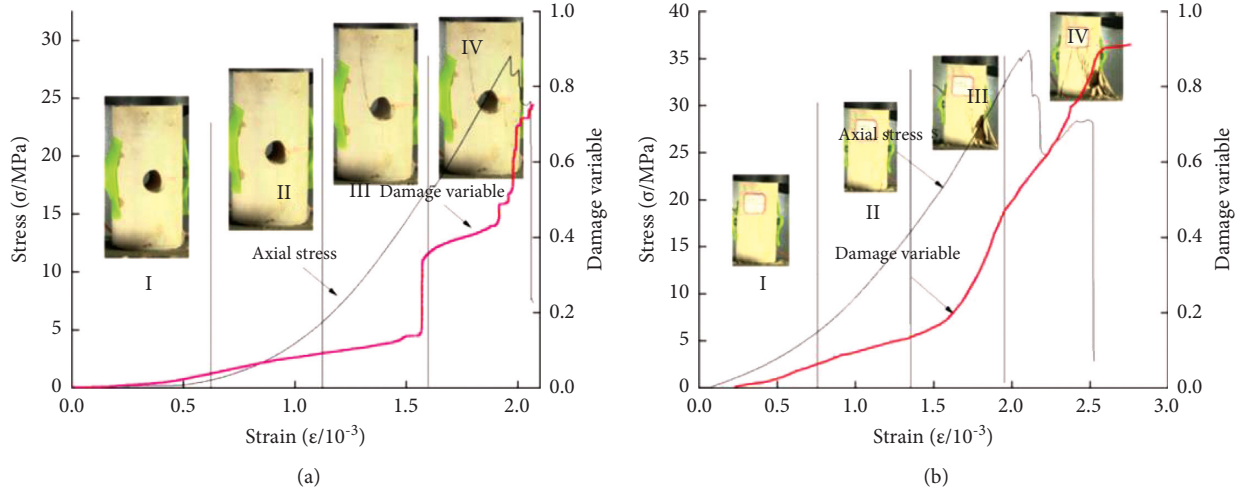 30
25
20
15
10
5
0
Stress (σ/MPa)
0.0
0.5
1.0
1.5
2.0
Strain (ε/10⁻³)
1.0
0.8
0.6
0.4
0.2
0.0
Damage variable
I
II
III
IV
Axial stress
Damage variable
(a)
40
35
30
25
20
15
10
5
0
Stress (σ/MPa)
0.0
0.5
1.0
1.5
2.0
2.5
3.0
Strain (ε/10⁻³)
1.0
0.8
0.6
0.4
0.2
0.0
Damage variable
I
II
III
IV
Axial stress s
Damage variable
(b)